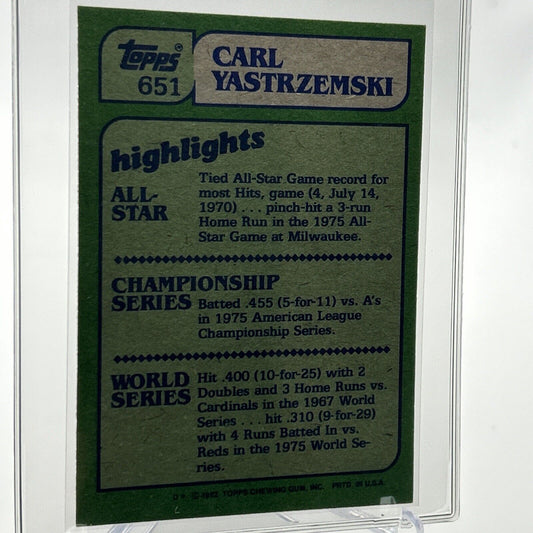 Topps®
651
CARL
YASTRZEMSKI
highlights
ALL-
STAR
Tied All-Star Game record for
most Hits, game (4, July 14,
1970) . . . pinch-hit a 3-run
Home Run in the 1975 All-
Star Game at Milwaukee.
CHAMPIONSHIP
SERIES
Batted .455 (5-for-11) vs. A's
in 1975 American League
Championship Series.
WORLD
SERIES
Hit .400 (10-for-25) with 2
Doubles and 3 Home Runs vs.
Cardinals in the 1967 World
Series . . . hit .310 (9-for-29)
with 4 Runs Batted In vs.
Reds in the 1975 World Se-
ries.
D* © 1982 TOPPS CHEWING GUM, INC. PRTD. IN U.S.A.